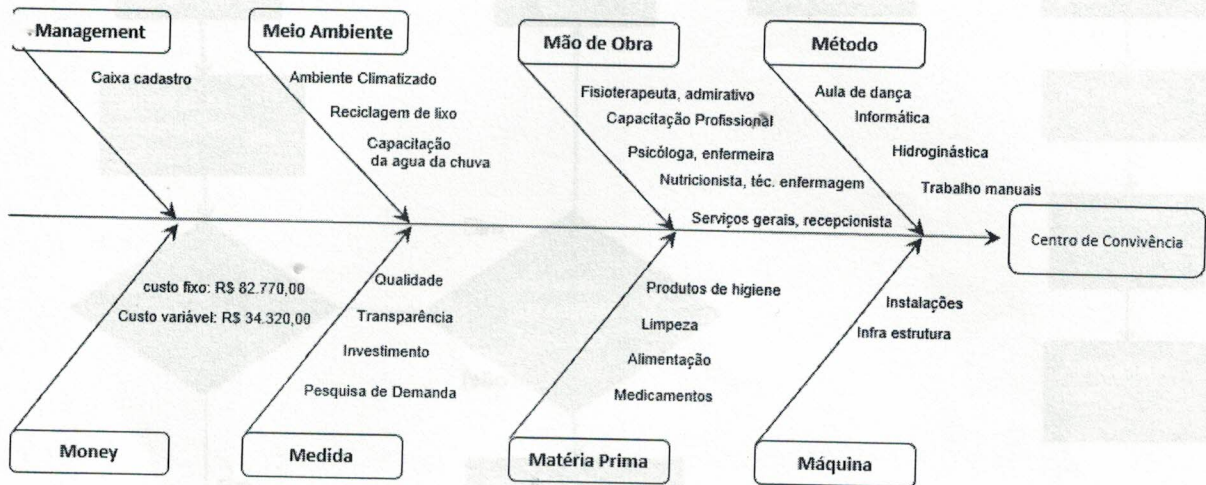 Management
Caixa cadastro
Meio Ambiente
Ambiente Climatizado
Reciclagem de lixo
Capacitação
da agua da chuva
Mão de Obra
Fisioterapeuta, admirativo
Capacitação Profissional
Psicóloga, enfermeira
Nutricionista, téc. enfermagem
Serviços gerais, recepcionista
Método
Aula de dança
Informática
Hidroginástica
Trabalho manuais
Centro de Convivência
custo fixo: R$ 82.770,00
Custo variável: R$ 34.320,00
Money
Qualidade
Transparência
Investimento
Pesquisa de Demanda
Medida
Produtos de higiene
Limpeza
Alimentação
Medicamentos
Matéria Prima
Instalações
Infra estrutura
Máquina